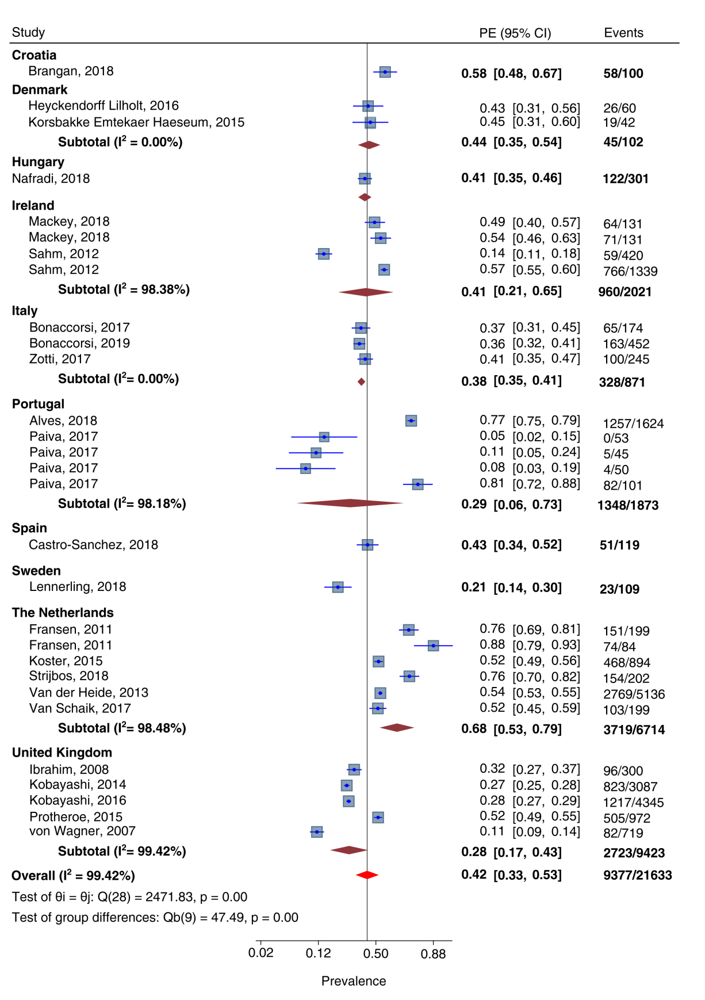 Study PE (95% CI) Events
Croatia
Brangan, 2018 0.58 [0.48, 0.67] 58/100
Denmark
Heyckendorff Lilholt, 2016 0.43 [0.31, 0.56] 26/60
Korsbakke Emtekaer Haeseum, 2015 0.45 [0.31, 0.60] 19/42
Subtotal (I² = 0.00%) 0.44 [0.35, 0.54] 45/102
Hungary
Nafradi, 2018 0.41 [0.35, 0.46] 122/301
Ireland
Mackey, 2018 0.49 [0.40, 0.57] 64/131
Mackey, 2018 0.54 [0.46, 0.63] 71/131
Sahm, 2012 0.14 [0.11, 0.18] 59/420
Sahm, 2012 0.57 [0.55, 0.60] 766/1339
Subtotal (I² = 98.38%) 0.41 [0.21, 0.65] 960/2021
Italy
Bonaccorsi, 2017 0.37 [0.31, 0.45] 65/174
Bonaccorsi, 2019 0.36 [0.32, 0.41] 163/452
Zotti, 2017 0.41 [0.35, 0.47] 100/245
Subtotal (I²= 0.00%) 0.38 [0.35, 0.41] 328/871
Portugal
Alves, 2018 0.77 [0.75, 0.79] 1257/1624
Paiva, 2017 0.05 [0.02, 0.15] 0/53
Paiva, 2017 0.11 [0.05, 0.24] 5/45
Paiva, 2017 0.08 [0.03, 0.19] 4/50
Paiva, 2017 0.81 [0.72, 0.88] 82/101
Subtotal (I²= 98.18%) 0.29 [0.06, 0.73] 1348/1873
Spain
Castro-Sanchez, 2018 0.43 [0.34, 0.52] 51/119
Sweden
Lennerling, 2018 0.21 [0.14, 0.30] 23/109
The Netherlands
Fransen, 2011 0.76 [0.69, 0.81] 151/199
Fransen, 2011 0.88 [0.79, 0.93] 74/84
Koster, 2015 0.52 [0.49, 0.56] 468/894
Strijbos, 2018 0.76 [0.70, 0.82] 154/202
Van der Heide, 2013 0.54 [0.53, 0.55] 2769/5136
Van Schaik, 2017 0.52 [0.45, 0.59] 103/199
Subtotal (I²= 98.48%) 0.68 [0.53, 0.79] 3719/6714
United Kingdom
Ibrahim, 2008 0.32 [0.27, 0.37] 96/300
Kobayashi, 2014 0.27 [0.25, 0.28] 823/3087
Kobayashi, 2016 0.28 [0.27, 0.29] 1217/4345
Protheroe, 2015 0.52 [0.49, 0.55] 505/972
von Wagner, 2007 0.11 [0.09, 0.14] 82/719
Subtotal (I²= 99.42%) 0.28 [0.17, 0.43] 2723/9423
Overall (I² = 99.42%) 0.42 [0.33, 0.53] 9377/21633
Test of θi = θj: Q(28) = 2471.83, p = 0.00
Test of group differences: Qb(9) = 47.49, p = 0.00
0.02 0.12 0.50 0.88
Prevalence